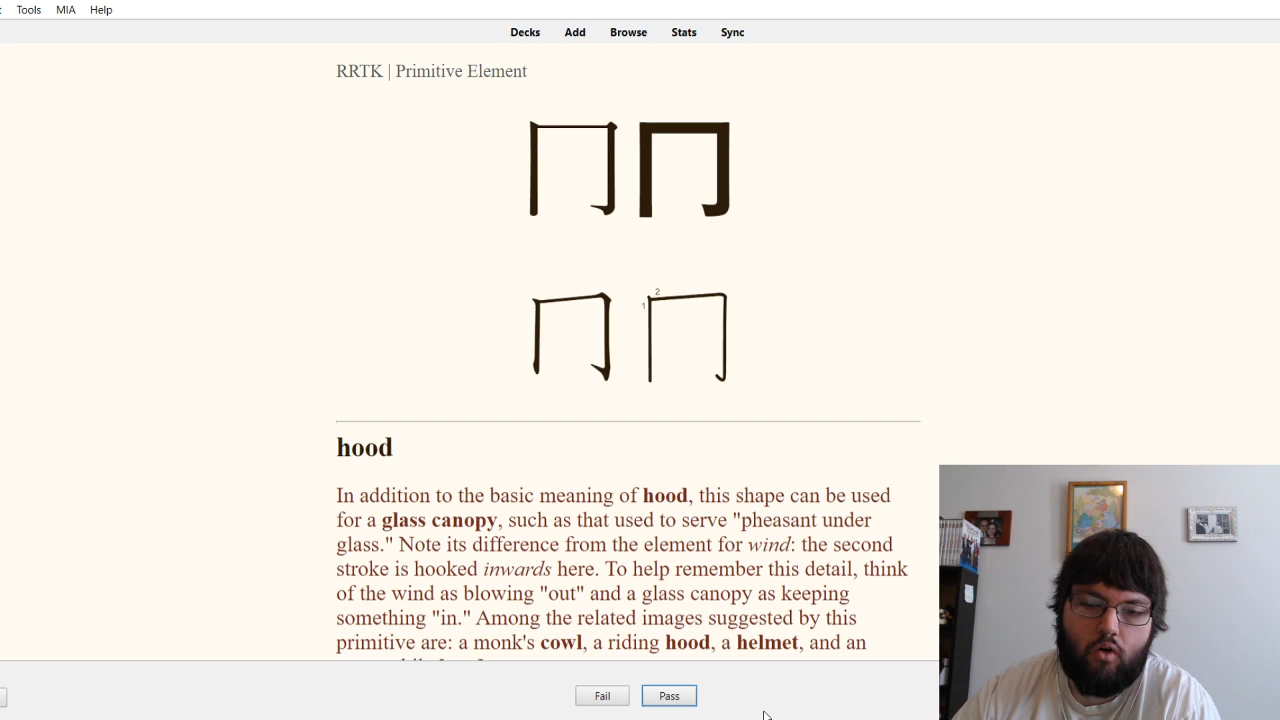 Tools MIA Help
Decks Add Browse Stats Sync
RRTK | Primitive Element
冂 冂
冂 冂
1 2
hood
In addition to the basic meaning of hood, this shape can be used
for a glass canopy, such as that used to serve "pheasant under
glass." Note its difference from the element for wind: the second
stroke is hooked inwards here. To help remember this detail, think
of the wind as blowing "out" and a glass canopy as keeping
something "in." Among the related images suggested by this
primitive are: a monk's cowl, a riding hood, a helmet, and an
Fail Pass